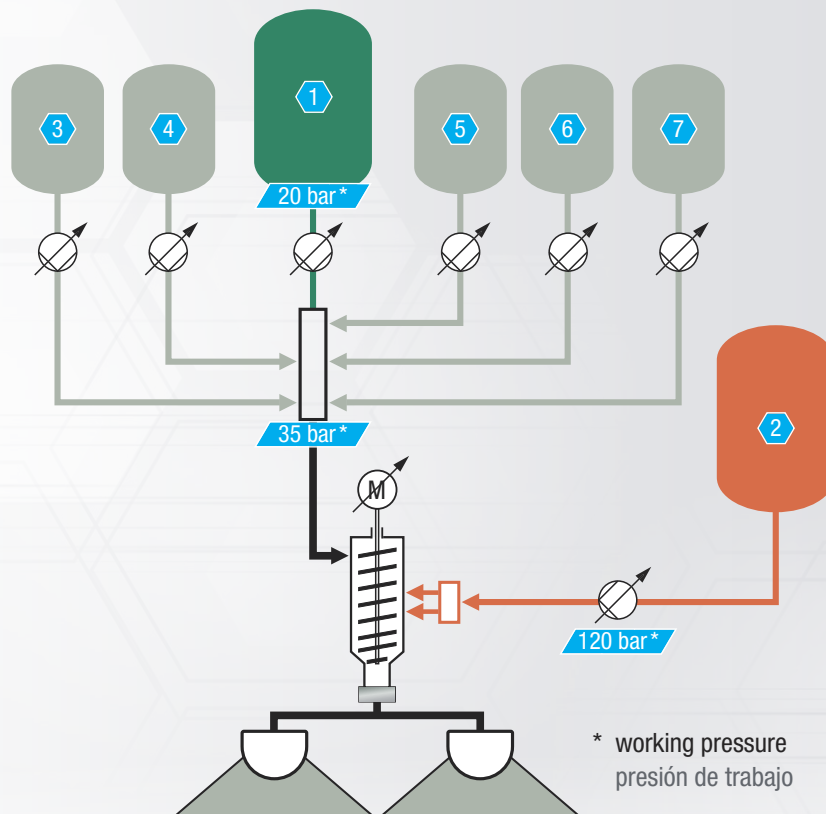 1
3
4
5
6
7
20 bar*
35 bar*
2
M
120 bar*
* working pressure
presión de trabajo